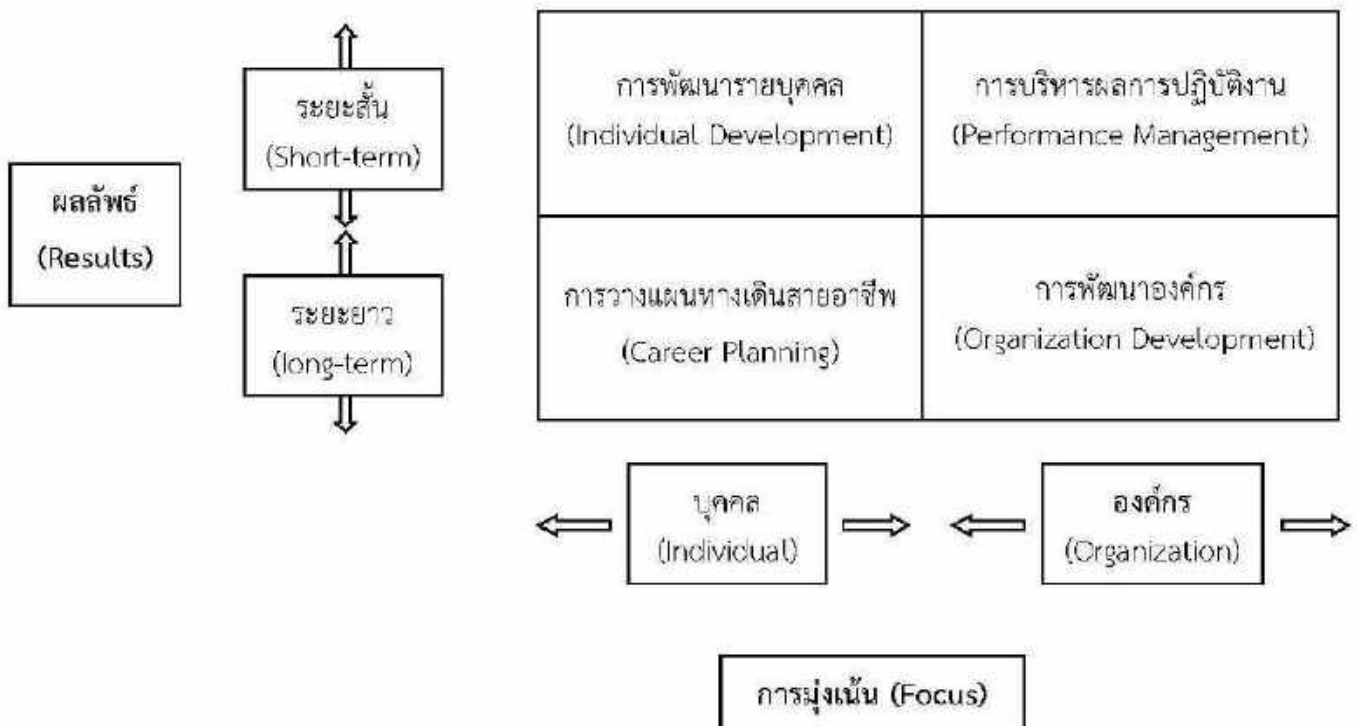 ผลลัพธ์
(Results)
ระยะสั้น
(Short-term)
ระยะยาว
(long-term)
การพัฒนารายบุคคล
(Individual Development)
การบริหารผลการปฏิบัติงาน
(Performance Management)
การวางแผนทางเดินสายอาชีพ
(Career Planning)
การพัฒนาองค์กร
(Organization Development)
บุคคล
(Individual)
องค์กร
(Organization)
การมุ่งเน้น (Focus)